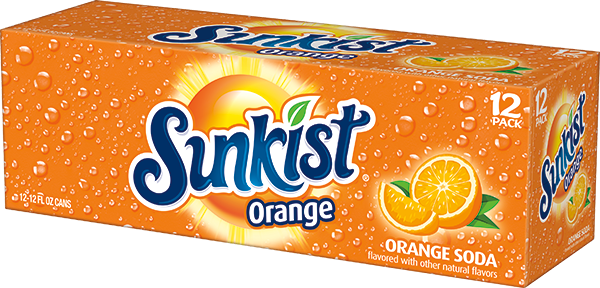 Sunkist
Orange
ORANGE SODA
12
PACK
12
PACK
Sunkist®
Orange
12-12 FL OZ CANS
ORANGE SODA
flavored with other natural flavors
Sunkist